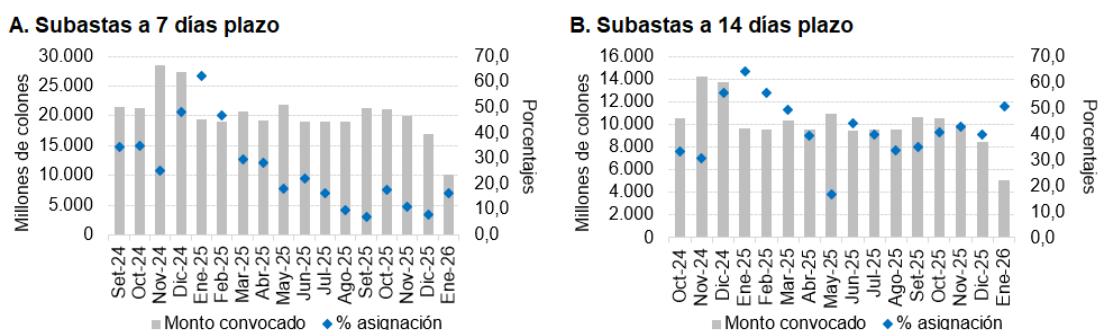 A. Subastas a 7 días plazo
Millones de colones
30.000
25.000
20.000
15.000
10.000
5.000
0
70,0
60,0
50,0
40,0
30,0
20,0
10,0
0,0
Porcentajes
Set-24
Oct-24
Nov-24
Dic-24
Ene-25
Feb-25
Mar-25
Abr-25
May-25
Jun-25
Jul-25
Ago-25
Set-25
Oct-25
Nov-25
Dic-25
Ene-26
Monto convocado
% asignación
B. Subastas a 14 días plazo
Millones de colones
16.000
14.000
12.000
10.000
8.000
6.000
4.000
2.000
0
70,0
60,0
50,0
40,0
30,0
20,0
10,0
0,0
Porcentajes
Oct-24
Nov-24
Dic-24
Ene-25
Feb-25
Mar-25
Abr-25
May-25
Jun-25
Jul-25
Ago-25
Set-25
Oct-25
Nov-25
Dic-25
Ene-26
Monto convocado
% asignación